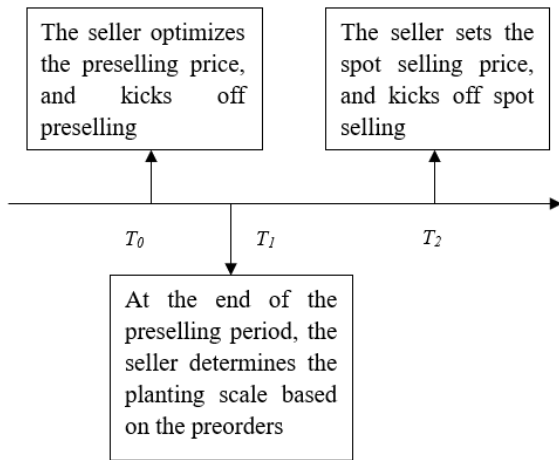 The seller optimizes
the preselling price,
and kicks off
preselling
The seller sets the
spot selling price,
and kicks off spot
selling
T0
T1
T2
At the end of the
preselling period, the
seller determines the
planting scale based
on the preorders